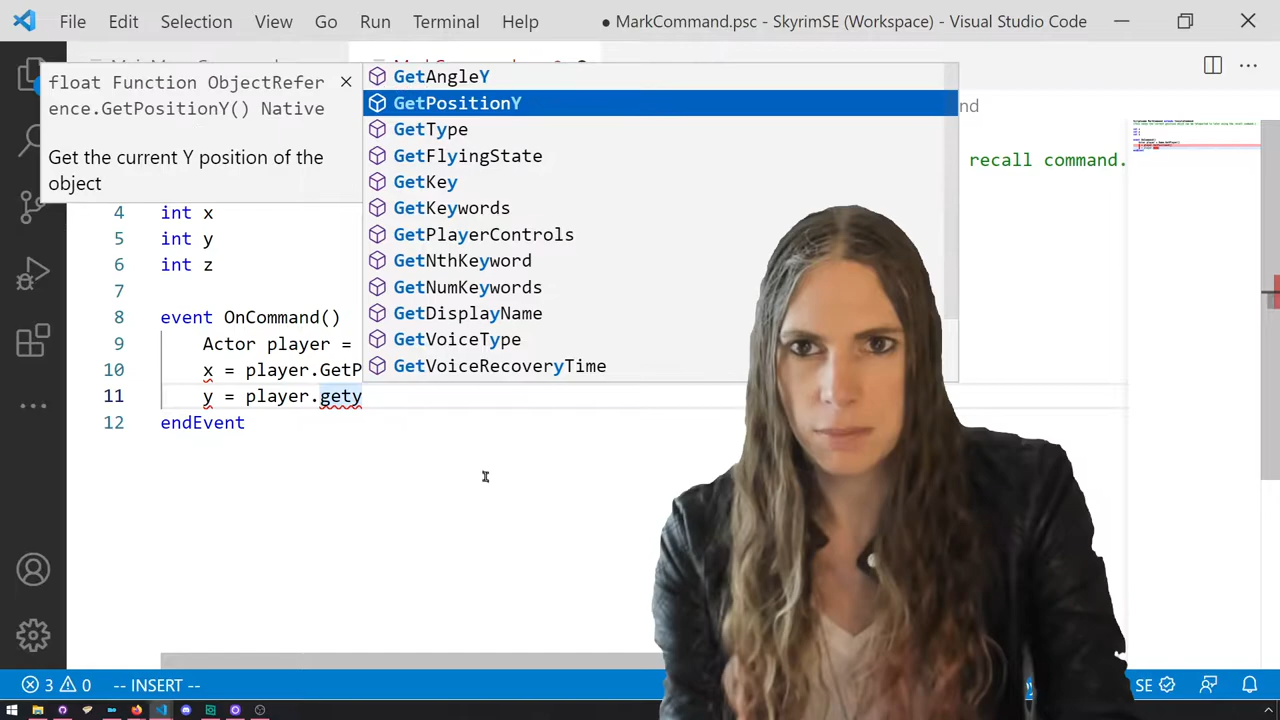 File Edit Selection View Go Run Terminal Help ● MarkCommand.psc - SkyrimSE (Workspace) - Visual Studio Code
float Function ObjectRefer
ence.GetPositionY() Native
Get the current Y position of the
object
GetAngleY
GetPositionY
GetType
GetFlyingState
GetKey
GetKeywords
GetPlayerControls
GetNthKeyword
GetNumKeywords
GetDisplayName
GetVoiceType
GetVoiceRecoveryTime
recall command.
4 int x
5 int y
6 int z
7
8 event OnCommand()
9 Actor player =
10 x = player.GetP
11 y = player.gety
12 endEvent
3 0 -- INSERT -- SE